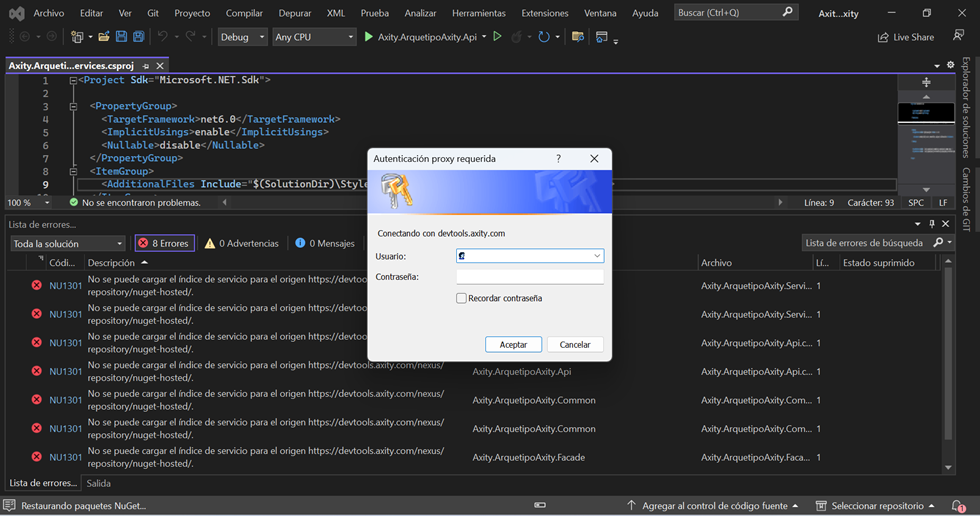 Archivo Editar Ver Git Proyecto Compilar Depurar XML Prueba Analizar Herramientas Extensiones Ventana Ayuda Buscar (Ctrl+Q) Axit...xity
Debug Any CPU Axity.ArquetipoAxity.Api Live Share
Axity.Arqueti...ervices.csproj
1 <Project Sdk="Microsoft.NET.Sdk">
2
3 <PropertyGroup>
4 <TargetFramework>net6.0</TargetFramework>
5 <ImplicitUsings>enable</ImplicitUsings>
6 <Nullable>disable</Nullable>
7 </PropertyGroup>
8 <ItemGroup>
9 <AdditionalFiles Include="$(SolutionDir)\Style
100 % No se encontraron problemas. Línea: 9 Carácter: 93 SPC LF
Explorador de soluciones
Cambios de GIT
Autenticación proxy requerida ?
Conectando con devtools.axity.com
Usuario:
Contraseña:
Recordar contraseña
Aceptar Cancelar
Lista de errores...
Toda la solución 8 Errores 0 Advertencias 0 Mensajes Lista de errores de búsqueda
Códi... Descripción Archivo Lí... Estado suprimido
NU1301 No se puede cargar el índice de servicio para el origen https://devtoo
repository/nuget-hosted/. Axity.ArquetipoAxity.Servi... 1
NU1301 No se puede cargar el índice de servicio para el origen https://devtoo
repository/nuget-hosted/. Axity.ArquetipoAxity.Servi... 1
NU1301 No se puede cargar el índice de servicio para el origen https://devtoo
repository/nuget-hosted/. Axity.ArquetipoAxity.Api.c... 1
NU1301 No se puede cargar el índice de servicio para el origen https://devtools.axity.com/nexus/
repository/nuget-hosted/. Axity.ArquetipoAxity.Api Axity.ArquetipoAxity.Api.c... 1
NU1301 No se puede cargar el índice de servicio para el origen https://devtools.axity.com/nexus/
repository/nuget-hosted/. Axity.ArquetipoAxity.Common Axity.ArquetipoAxity.Com... 1
NU1301 No se puede cargar el índice de servicio para el origen https://devtools.axity.com/nexus/
repository/nuget-hosted/. Axity.ArquetipoAxity.Common Axity.ArquetipoAxity.Com... 1
NU1301 No se puede cargar el índice de servicio para el origen https://devtools.axity.com/nexus/
repository/nuget-hosted/. Axity.ArquetipoAxity.Facade Axity.ArquetipoAxity.Faca... 1
Lista de errores... Salida
Restaurando paquetes NuGet... Agregar al control de código fuente Seleccionar repositorio 1